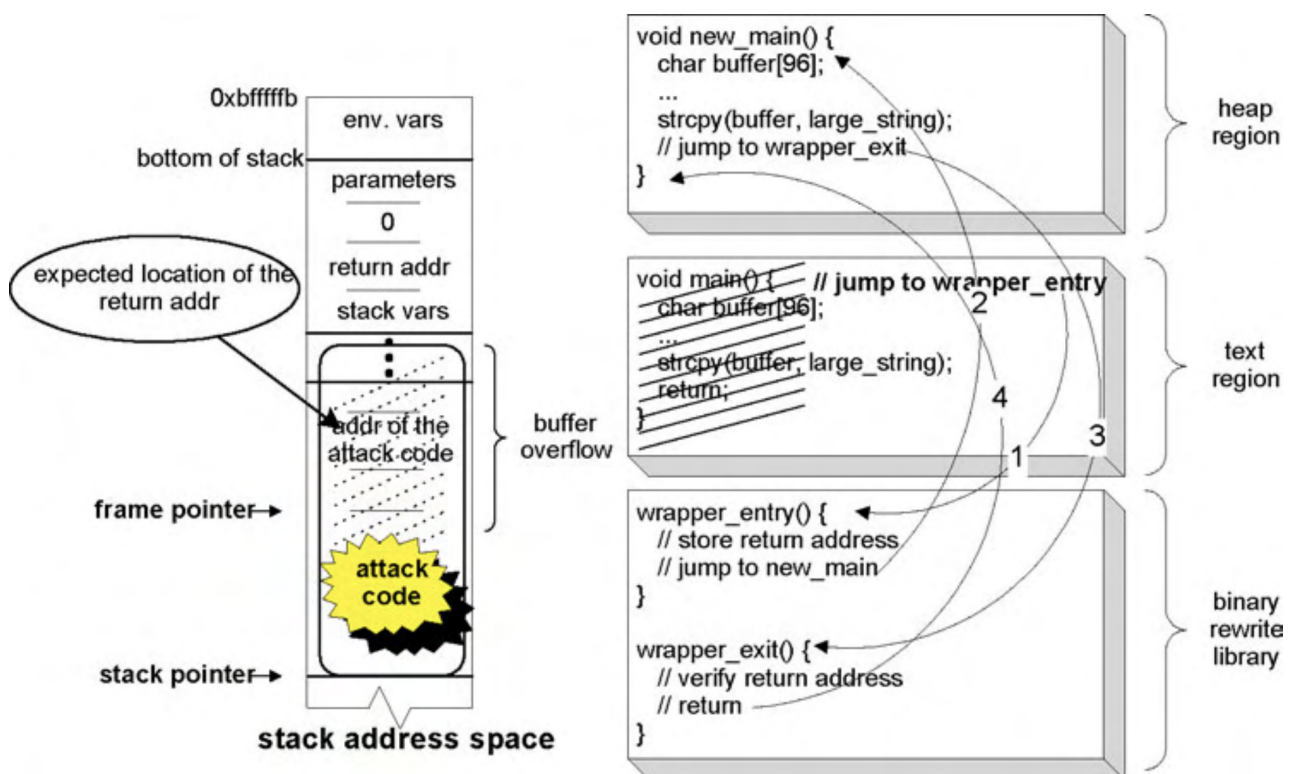 0xbfffffb
env. vars
bottom of stack
parameters
0
return addr
stack vars
expected location of the
return addr
addr of the
attack code
buffer
overflow
frame pointer
attack
code
stack pointer
stack address space
void new_main() {
char buffer[96];
...
strcpy(buffer, large_string);
// jump to wrapper_exit
}
heap
region
void main() { // jump to wrapper_entry
char buffer[96];
...
strcpy(buffer, large_string);
return;
}
2
4
1
3
text
region
wrapper_entry() {
// store return address
// jump to new_main
}
wrapper_exit() {
// verify return address
// return
}
binary
rewrite
library